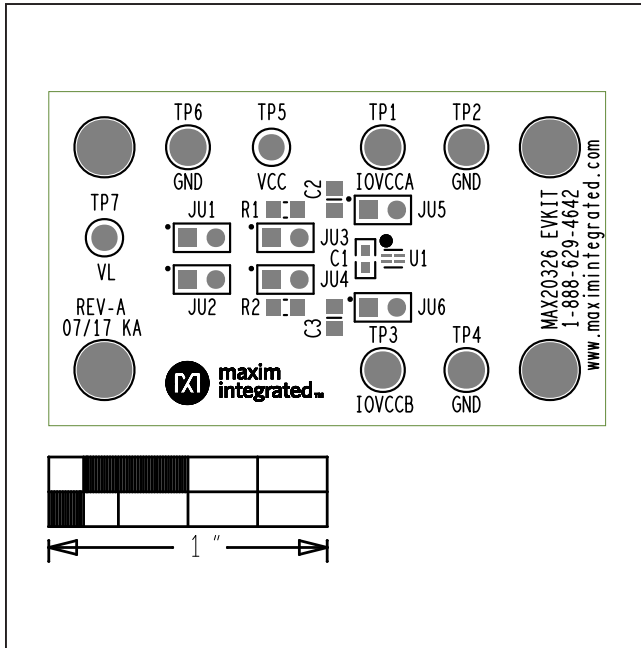 TP6 TP5 TP1 TP2
GND VCC IOVCCA GND
TP7
VL
C2
JU1 R1 JU3 JU5
C1 U1
JU2 R2 JU4 JU6
C3
REV-A
07/17 KA
TP3 TP4
IOVCCB GND
maxim
integrated™
MAX20326 EVKIT
1-888-629-4642
www.maximintegrated.com
1 "